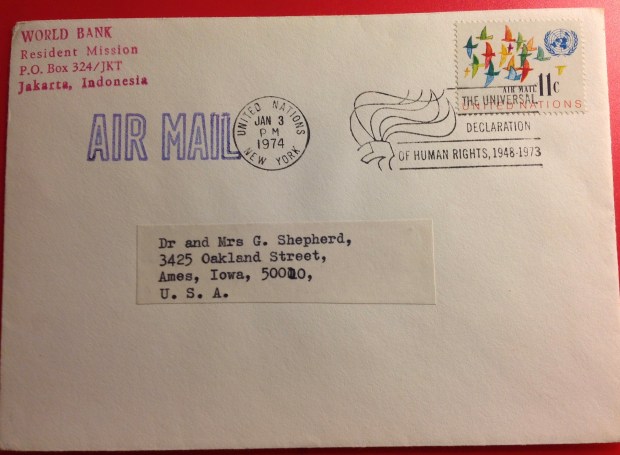 WORLD BANK
Resident Mission
P.O. Box 324/JKT
Jakarta, Indonesia
AIR MAIL
UNITED NATIONS
JAN 3
PM
1974
NEW YORK
AIR MAIL 11c
UNITED NATIONS
THE UNIVERSAL
DECLARATION
OF HUMAN RIGHTS, 1948-1973
Dr and Mrs G. Shepherd,
3425 Oakland Street,
Ames, Iowa, 50010,
U. S. A.